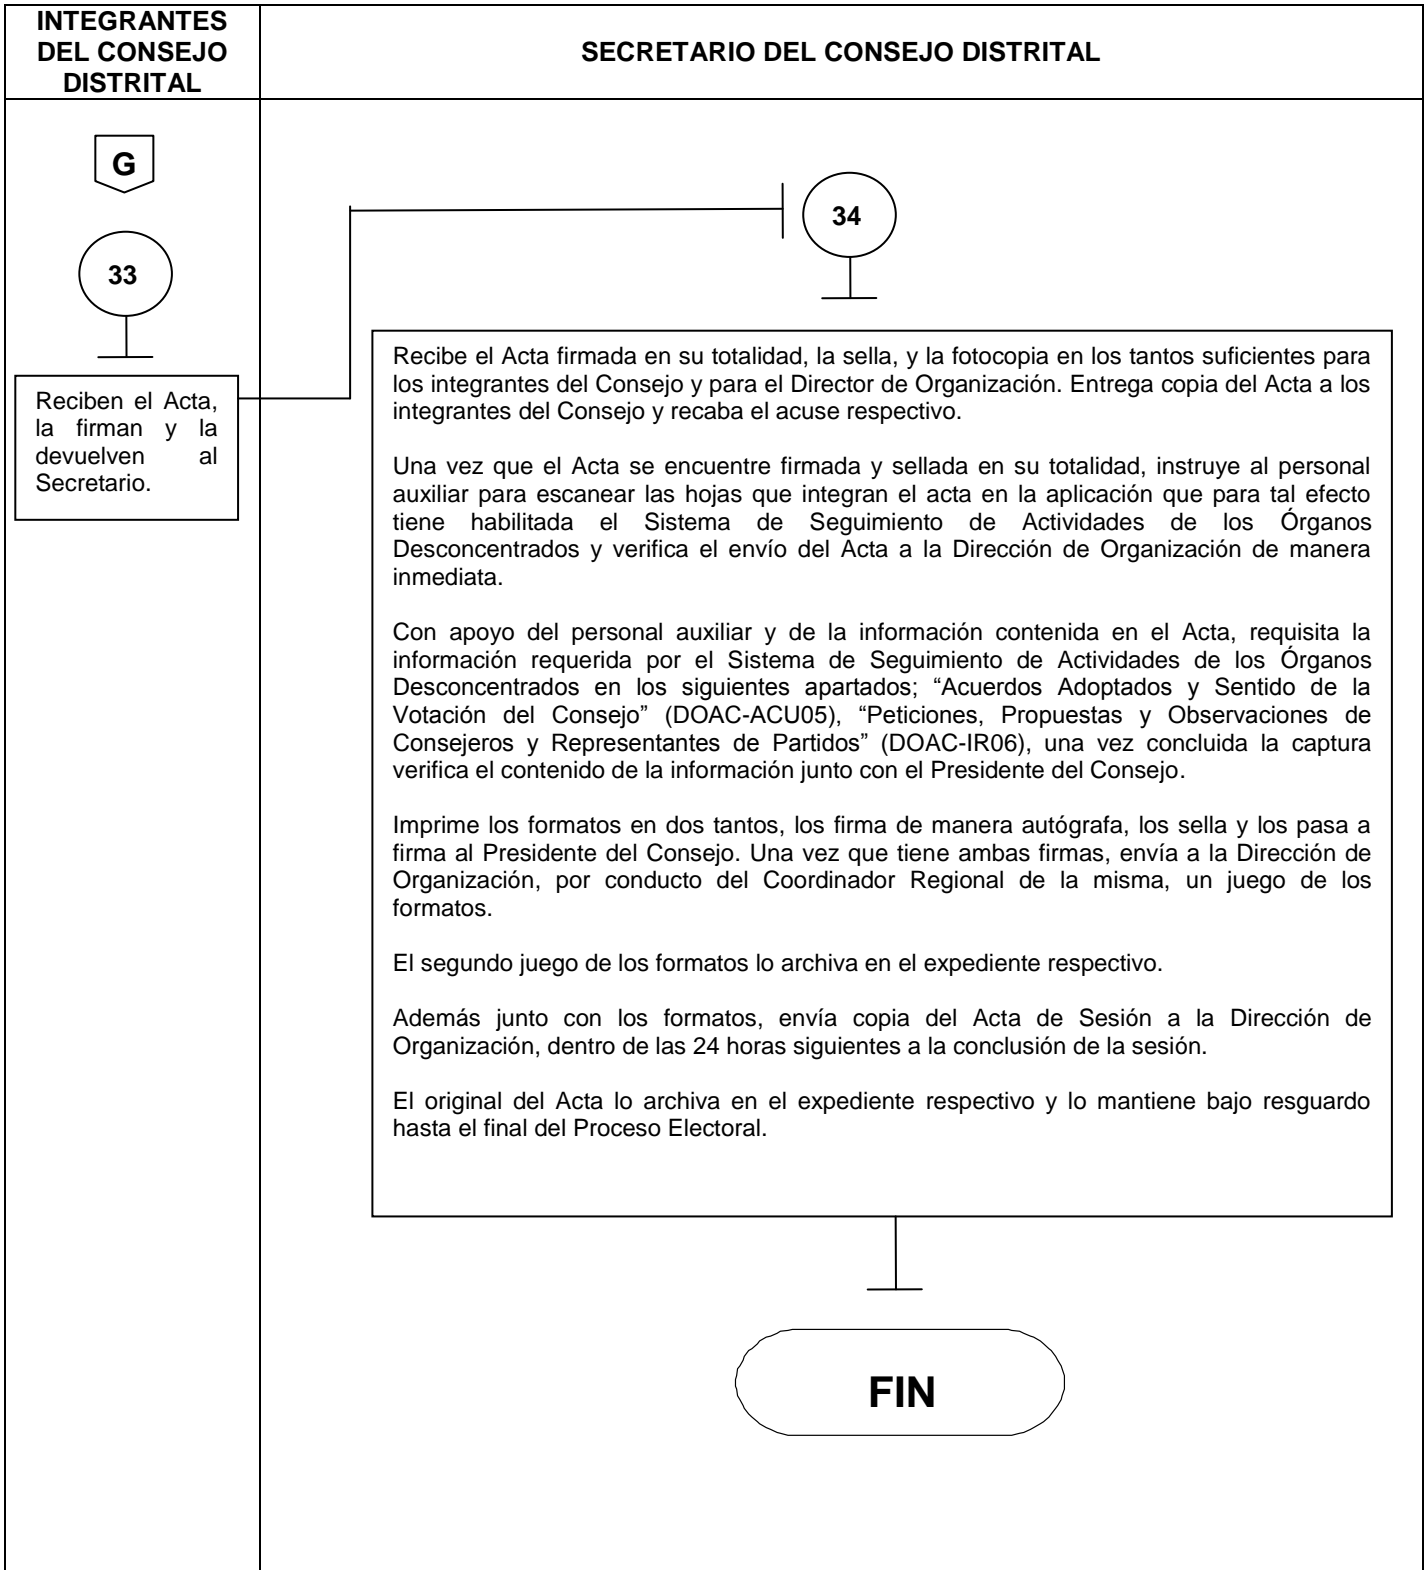 INTEGRANTES
DEL CONSEJO
DISTRITAL
SECRETARIO DEL CONSEJO DISTRITAL
G
33
Reciben el Acta,
la firman y la
devuelven al
Secretario.
34
Recibe el Acta firmada en su totalidad, la sella, y la fotocopia en los tantos suficientes para
los integrantes del Consejo y para el Director de Organización. Entrega copia del Acta a los
integrantes del Consejo y recaba el acuse respectivo.
Una vez que el Acta se encuentre firmada y sellada en su totalidad, instruye al personal
auxiliar para escanear las hojas que integran el acta en la aplicación que para tal efecto
tiene habilitada el Sistema de Seguimiento de Actividades de los Órganos
Desconcentrados y verifica el envío del Acta a la Dirección de Organización de manera
inmediata.
Con apoyo del personal auxiliar y de la información contenida en el Acta, requisita la
información requerida por el Sistema de Seguimiento de Actividades de los Órganos
Desconcentrados en los siguientes apartados; “Acuerdos Adoptados y Sentido de la
Votación del Consejo” (DOAC-ACU05), “Peticiones, Propuestas y Observaciones de
Consejeros y Representantes de Partidos” (DOAC-IR06), una vez concluida la captura
verifica el contenido de la información junto con el Presidente del Consejo.
Imprime los formatos en dos tantos, los firma de manera autógrafa, los sella y los pasa a
firma al Presidente del Consejo. Una vez que tiene ambas firmas, envía a la Dirección de
Organización, por conducto del Coordinador Regional de la misma, un juego de los
formatos.
El segundo juego de los formatos lo archiva en el expediente respectivo.
Además junto con los formatos, envía copia del Acta de Sesión a la Dirección de
Organización, dentro de las 24 horas siguientes a la conclusión de la sesión.
El original del Acta lo archiva en el expediente respectivo y lo mantiene bajo resguardo
hasta el final del Proceso Electoral.
FIN